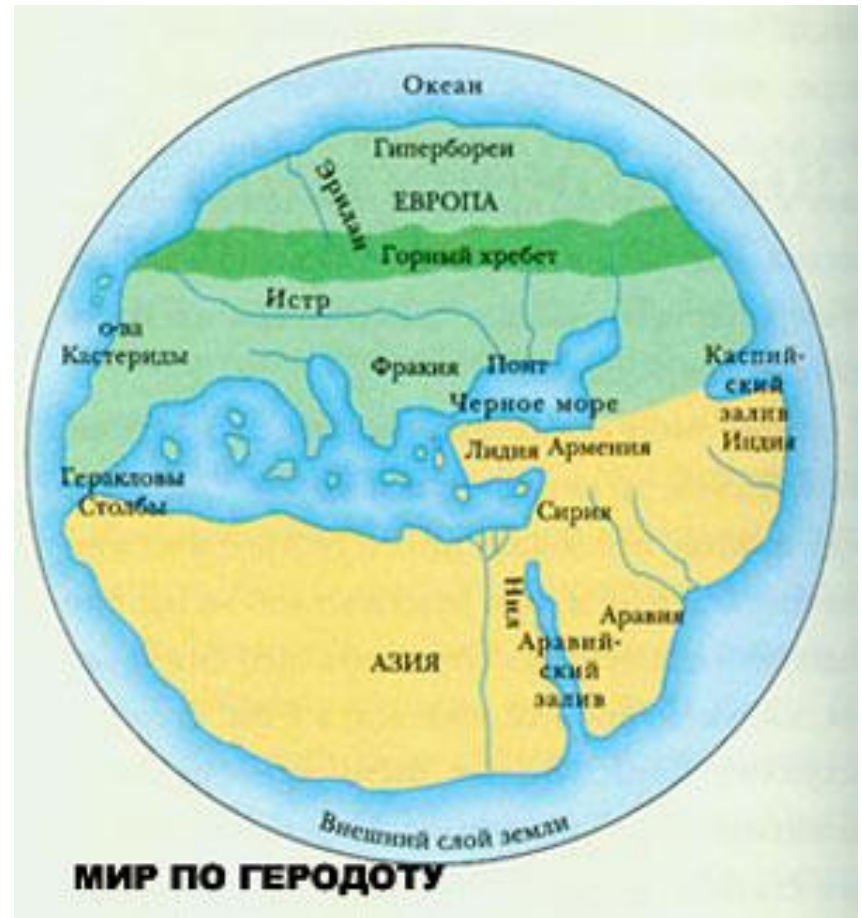 Океан
Гипербореи
Эридан
ЕВРОПА
Горный хребет
Истр
о-ва
Кастериды
Фракия
Понт
Черное море
Каспий-
ский
залив
Индия
Лидия
Армения
Геракловы
Столбы
Сирия
Нил
Аравия
Аравий-
ский
залив
АЗИЯ
Внешний слой земли
МИР ПО ГЕРОДОТУ